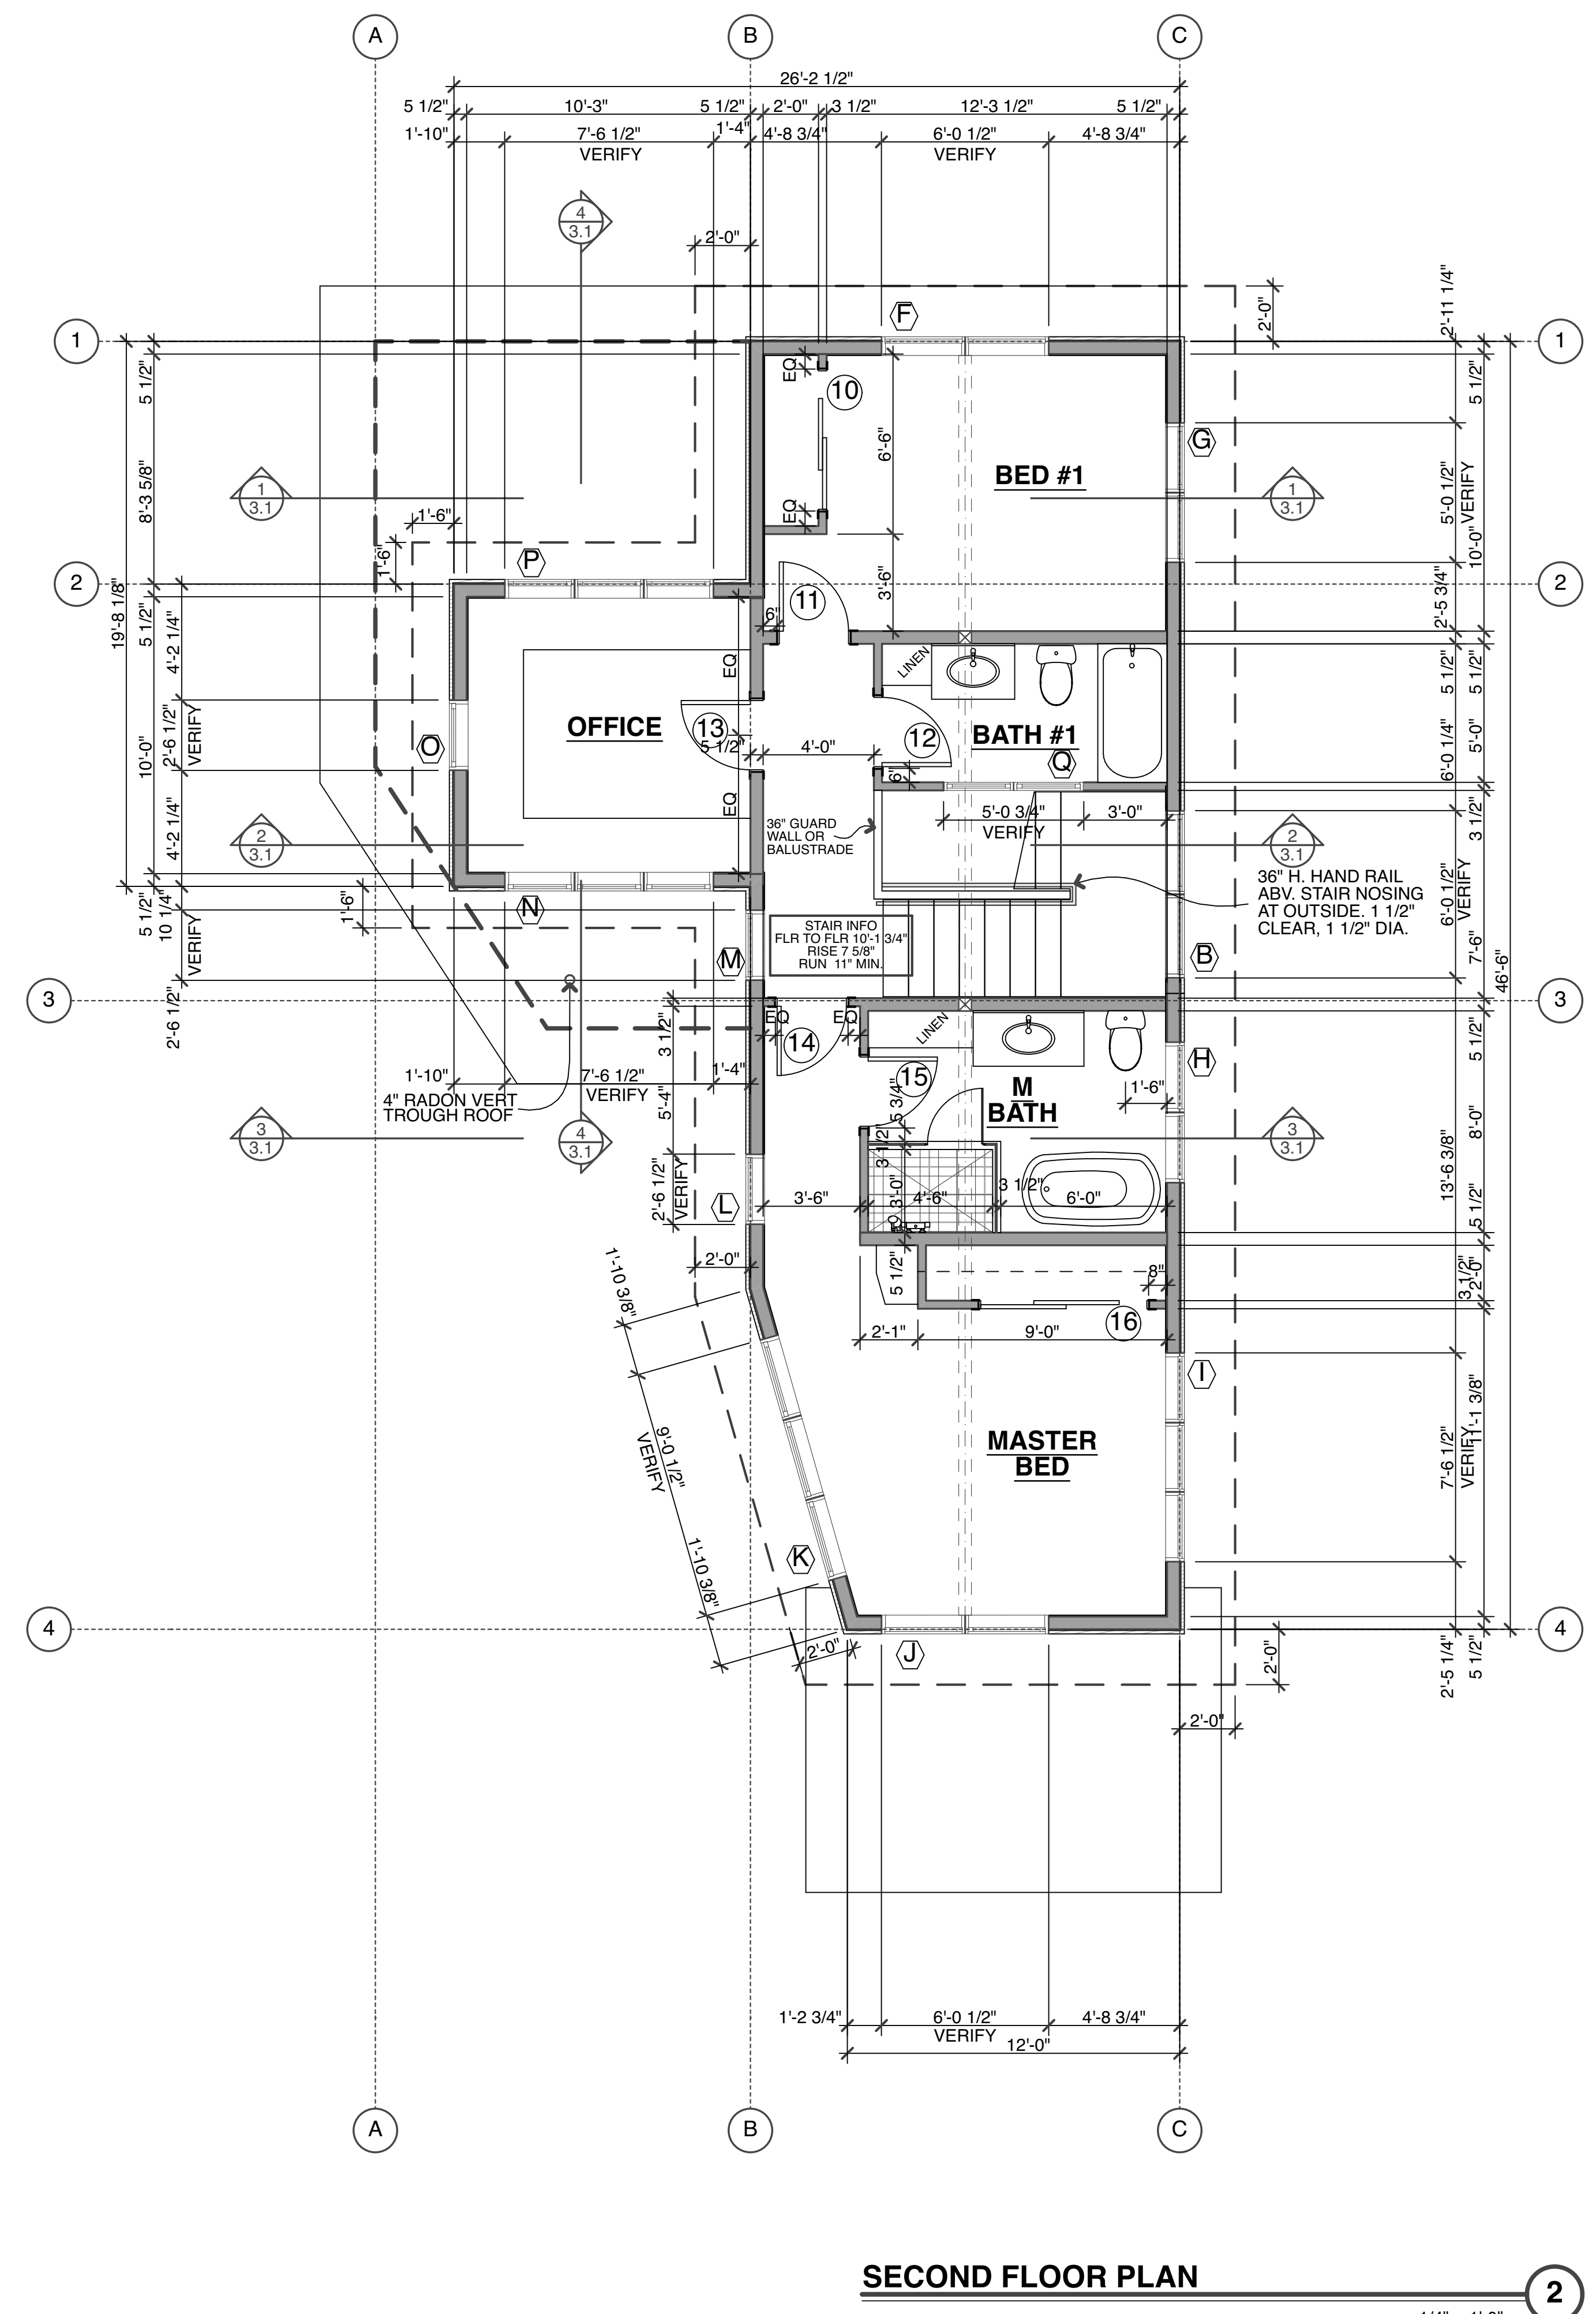 A
B
C
26'-2 1/2"
5 1/2"
10'-3"
5 1/2"
2'-0"
3 1/2"
12'-3 1/2"
5 1/2"
1'-10"
7'-6 1/2"
VERIFY
1'-4"
4'-8 3/4"
6'-0 1/2"
VERIFY
4'-8 3/4"
4
3.1
2'-0"
2'-0"
2'-11 1/4"
F
1
1
5 1/2"
5 1/2"
EQ
10
6'-6"
BED #1
G
8'-3 5/8"
1
3.1
1
3.1
5'-0 1/2"
VERIFY
10'-0"
1'-6"
1'-6"
EQ
P
2
2
19'-8 1/8"
5 1/2"
4'-2 1/4"
11
3'-6"
2'-5 3/4"
6"
EQ
LINEN
5 1/2"
5 1/2"
OFFICE
13
12
BATH #1
O
10'-0"
2'-6 1/2"
VERIFY
5 1/2"
4'-0"
Q
6'-0 1/4"
5'-0"
6"
EQ
36" GUARD
WALL OR
BALUSTRADE
5'-0 3/4"
VERIFY
3'-0"
3 1/2"
4'-2 1/4"
2
3.1
2
3.1
36" H. HAND RAIL
ABV. STAIR NOSING
AT OUTSIDE. 1 1/2"
CLEAR, 1 1/2" DIA.
5 1/2"
10 1/4"
VERIFY
1'-6"
N
6'-0 1/2"
VERIFY
STAIR INFO
FLR TO FLR 10'-1 3/4"
RISE 7 5/8"
RUN 11" MIN.
M
B
7'-6"
46'-6"
3
3
2'-6 1/2"
3 1/2"
EQ
EQ
14
LINEN
5 1/2"
H
15
M
BATH
1'-6"
1'-10"
7'-6 1/2"
VERIFY
1'-4"
5'-4"
5 3/4"
4" RADON VERT
TROUGH ROOF
3
3.1
4
3.1
3
3.1
8'-0"
3 1/2"
13'-6 3/8"
2'-6 1/2"
VERIFY
L
3'-6"
3'-0"
4'-6"
3 1/2"
6'-0"
5 1/2"
2'-0"
5 1/2"
8"
3 1/2"
2'-0"
1'-10 3/8"
16
2'-1"
9'-0"
I
9'-0 1/2"
VERIFY
MASTER
BED
7'-6 1/2"
VERIFY
11'-1 3/8"
K
1'-10 3/8"
4
4
2'-0"
J
2'-0"
2'-5 1/4"
5 1/2"
2'-0"
1'-2 3/4"
6'-0 1/2"
VERIFY
4'-8 3/4"
12'-0"
A
B
C
SECOND FLOOR PLAN
2